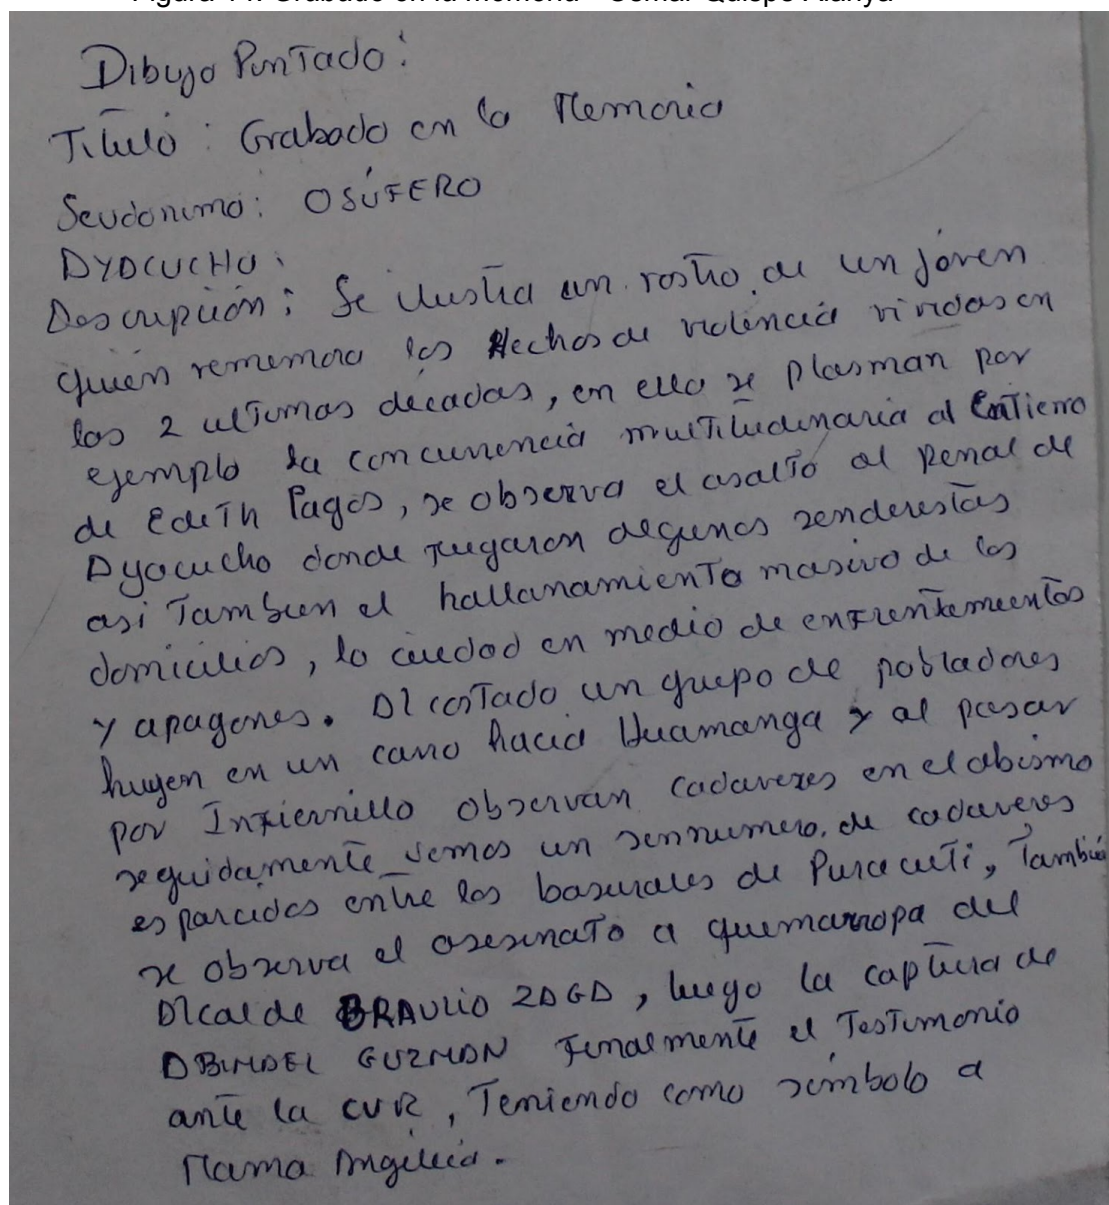 Dibujo Pintado:
Titulo : Grabado en la Memoria
Seudonimo: OSÚFERO
AYACUCHO:
Descripción: Se ilustra un rostro de un jóven
quién rememora los Hechos de violencia vividas en
las 2 ultimas decadas, en ella se plasman por
ejemplo la concurrencia multitudinaria al Entierro
de Edith Lagos, se observa el asalto al Penal de
Ayacucho donde fugaron algunos senderistas
asi Tambien el hallanamiento masivo de los
domicilios, la ciudad en medio de enfrentamientos
y apagones. Al costado un grupo de pobladores
huyen en un carro hacia Huamanga y al pasar
por Infiernillo observan cadaveres en el abismo
seguidamente vemos un sennumero de cadaveres
esparcidos entre los basurales de Puracuti, Tambié
se observa el asesinato a quemarropa del
Alcalde BRAULIO ZAGA, luego la captura de
ABIMAEL GUZMAN Finalmente el Testimonio
ante la CVR, Teniendo como símbolo a
Mama Angélica.